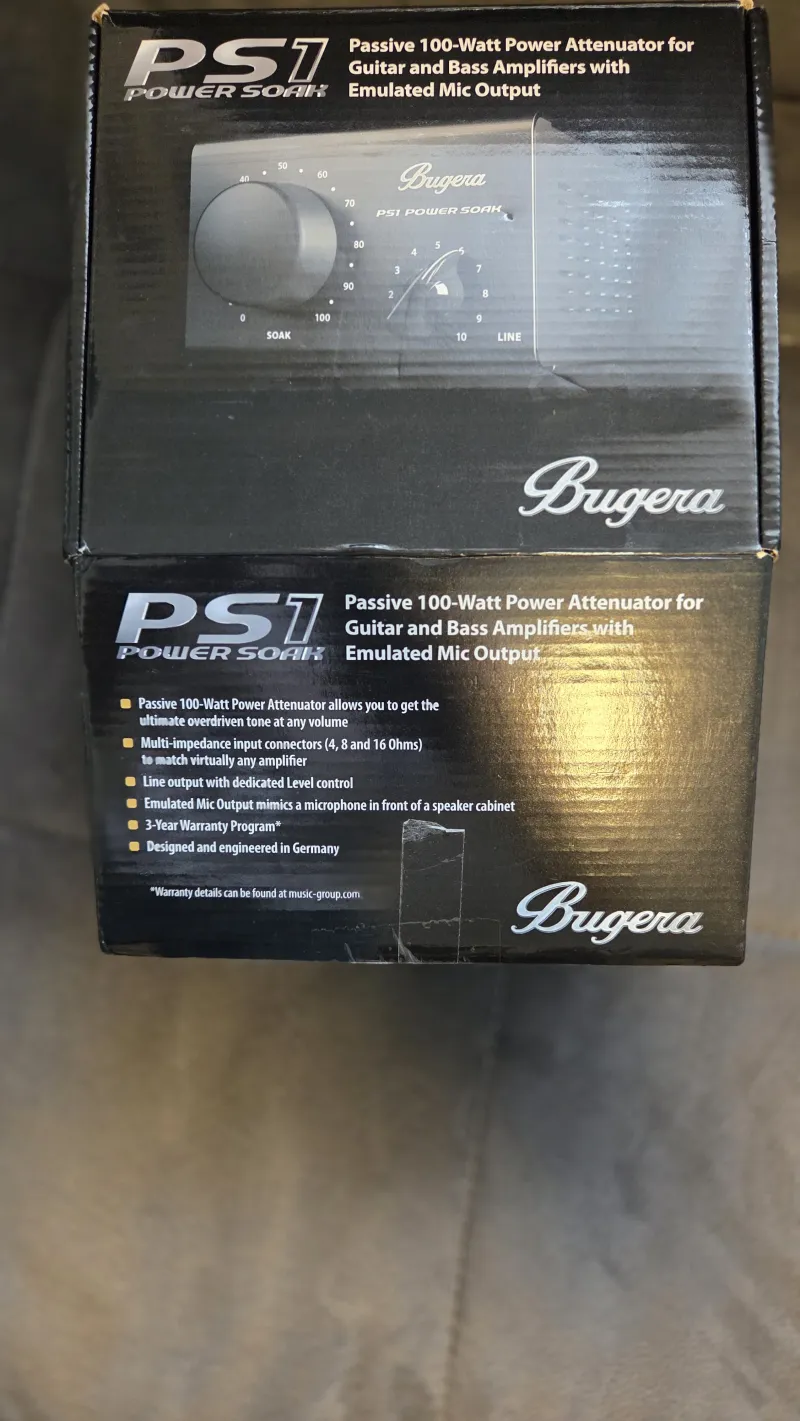 PS1
POWER SOAK
Passive 100-Watt Power Attenuator for
Guitar and Bass Amplifiers with
Emulated Mic Output
40 50 60 70 80 90 100 0
SOAK
Bugera
PS1 POWER SOAK
2 3 4 5 6 7 8 9 10
LINE
Bugera
PS1
POWER SOAK
Passive 100-Watt Power Attenuator for
Guitar and Bass Amplifiers with
Emulated Mic Output
Passive 100-Watt Power Attenuator allows you to get the
ultimate overdriven tone at any volume
Multi-impedance input connectors (4, 8 and 16 Ohms)
to match virtually any amplifier
Line output with dedicated Level control
Emulated Mic Output mimics a microphone in front of a speaker cabinet
3-Year Warranty Program*
Designed and engineered in Germany
*Warranty details can be found at music-group.com
Bugera